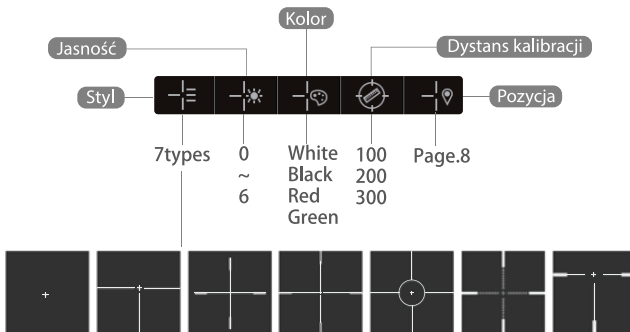 Kolor
Jasność
Dystans kalibracji
Styl
Pozycja
7types
0
~
6
White
Black
Red
Green
100
200
300
Page.8